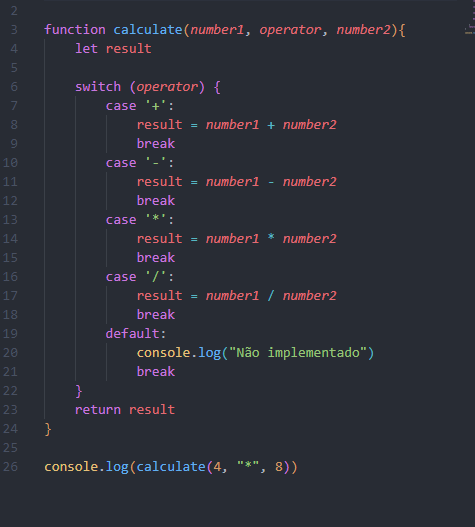 2
3 function calculate(number1, operator, number2){
4 let result
5
6 switch (operator) {
7 case '+':
8 result = number1 + number2
9 break
10 case '-':
11 result = number1 - number2
12 break
13 case '*':
14 result = number1 * number2
15 break
16 case '/':
17 result = number1 / number2
18 break
19 default:
20 console.log("Não implementado")
21 break
22 }
23 return result
24 }
25
26 console.log(calculate(4, "*", 8))